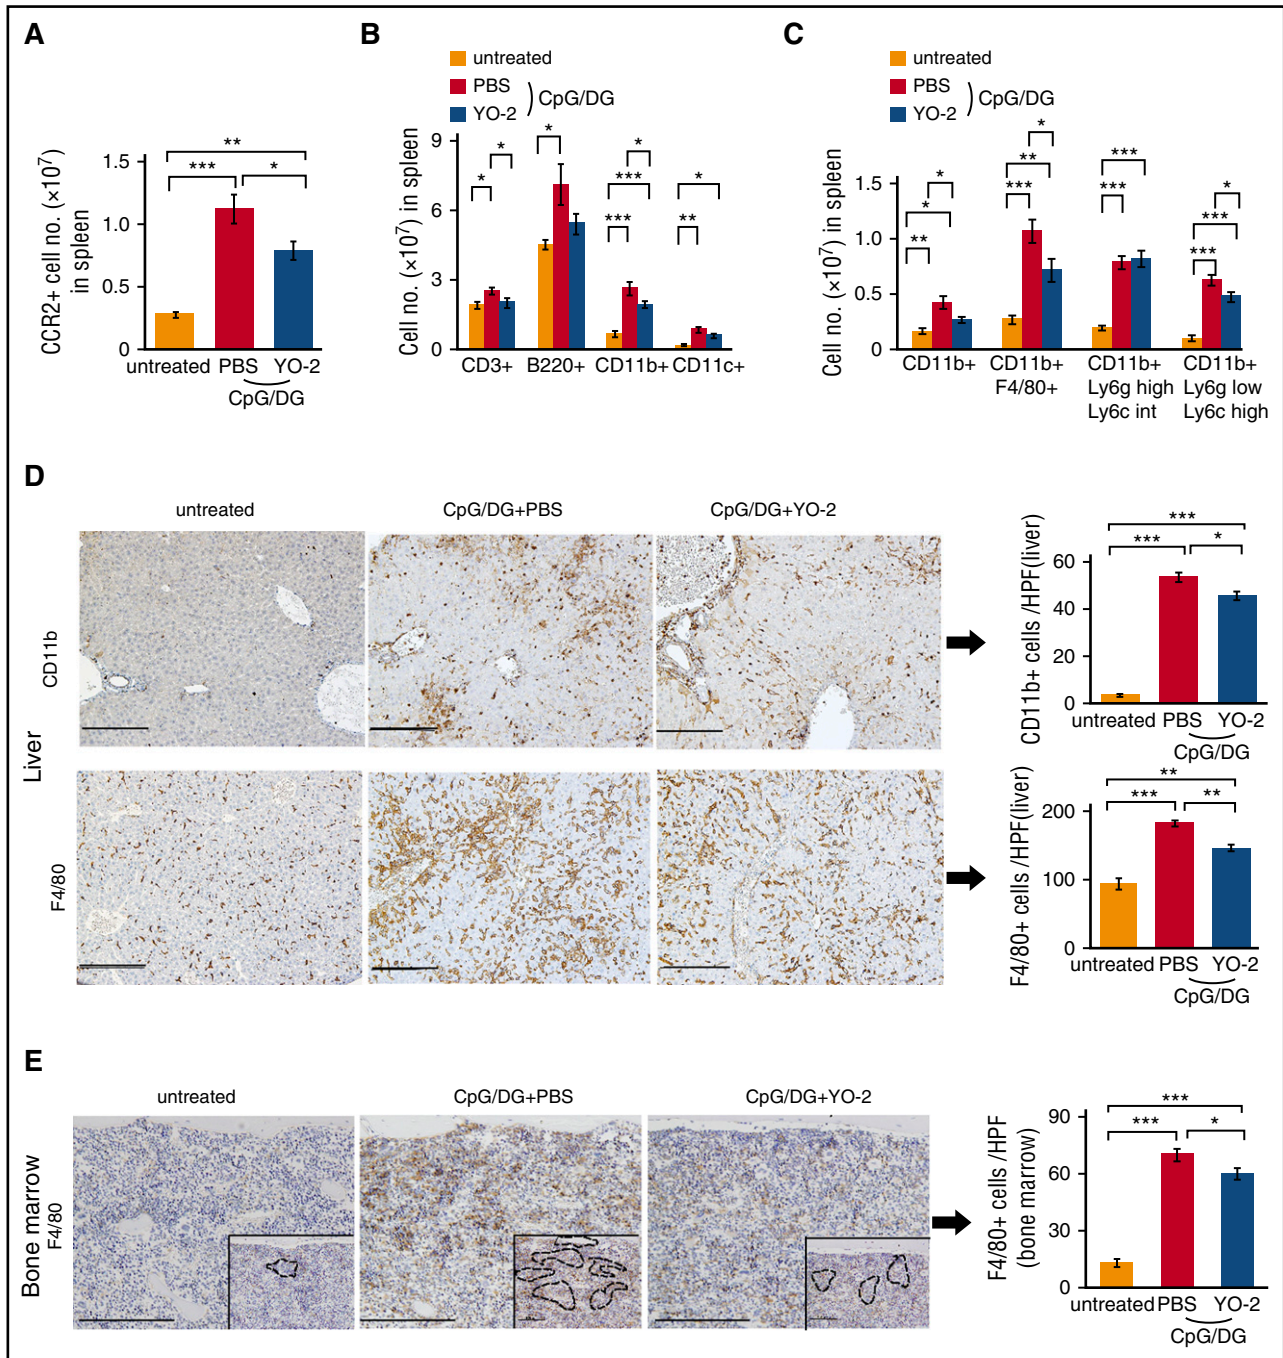 A
CCR2+ cell no. (×10⁷)
in spleen
1.5
1.0
0.5
0
**
***
*
untreated PBS YO-2
CpG/DG
B
untreated
PBS
YO-2
CpG/DG
Cell no. (×10⁷) in spleen
9
6
3
0
*
*
*
*
***
***
*
**
CD3+ B220+ CD11b+ CD11c+
C
untreated
PBS
YO-2
CpG/DG
Cell no. (×10⁷) in spleen
1.5
1.0
0.5
0
*
*
**
*
**
***
***
***
*
***
***
CD11b+
CD11b+
F4/80+
CD11b+
Ly6g high
Ly6c int
CD11b+
Ly6g low
Ly6c high
D
untreated CpG/DG+PBS CpG/DG+YO-2
Liver
CD11b
F4/80
CD11b+ cells /HPF(liver)
60
40
20
0
***
***
*
untreated PBS YO-2
CpG/DG
F4/80+ cells /HPF(liver)
200
100
0
**
***
**
untreated PBS YO-2
CpG/DG
E
untreated CpG/DG+PBS CpG/DG+YO-2
Bone marrow
F4/80
F4/80+ cells /HPF
(bone marrow)
90
60
30
0
***
***
*
untreated PBS YO-2
CpG/DG